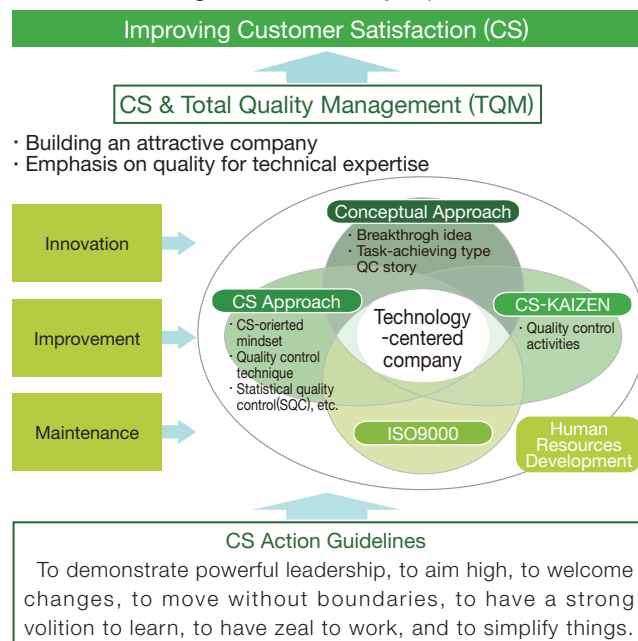 Improving Customer Satisfaction (CS)
CS & Total Quality Management (TQM)
· Building an attractive company
· Emphasis on quality for technical expertise
Innovation
Improvement
Maintenance
Conceptual Approach
· Breakthrogh idea
· Task-achieving type
QC story
CS Approach
· CS-orierted
mindset
· Quality control
technique
· Statistical quality
control(SQC), etc.
Technology
-centered
company
CS-KAIZEN
· Quality control
activities
ISO9000
Human
Resources
Development
CS Action Guidelines
To demonstrate powerful leadership, to aim high, to welcome
changes, to move without boundaries, to have a strong
volition to learn, to have zeal to work, and to simplify things.